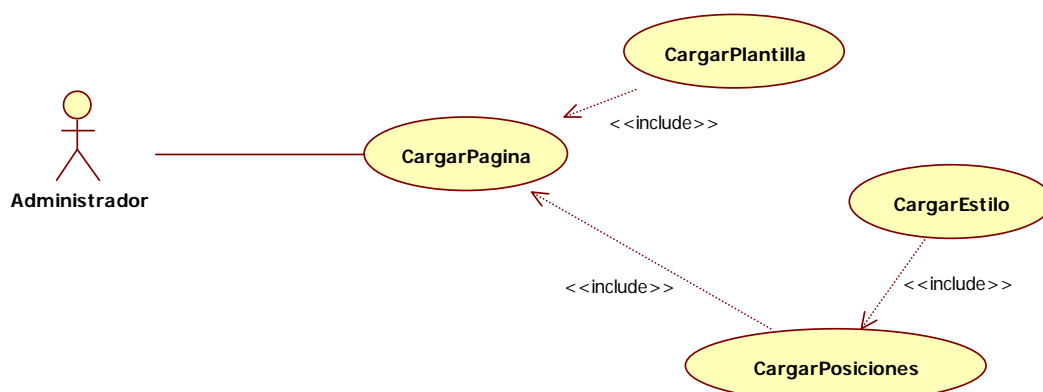 CargarPlantilla
<<include>>
CargarPagina
Administrador
CargarEstilo
<<include>>
<<include>>
CargarPosiciones